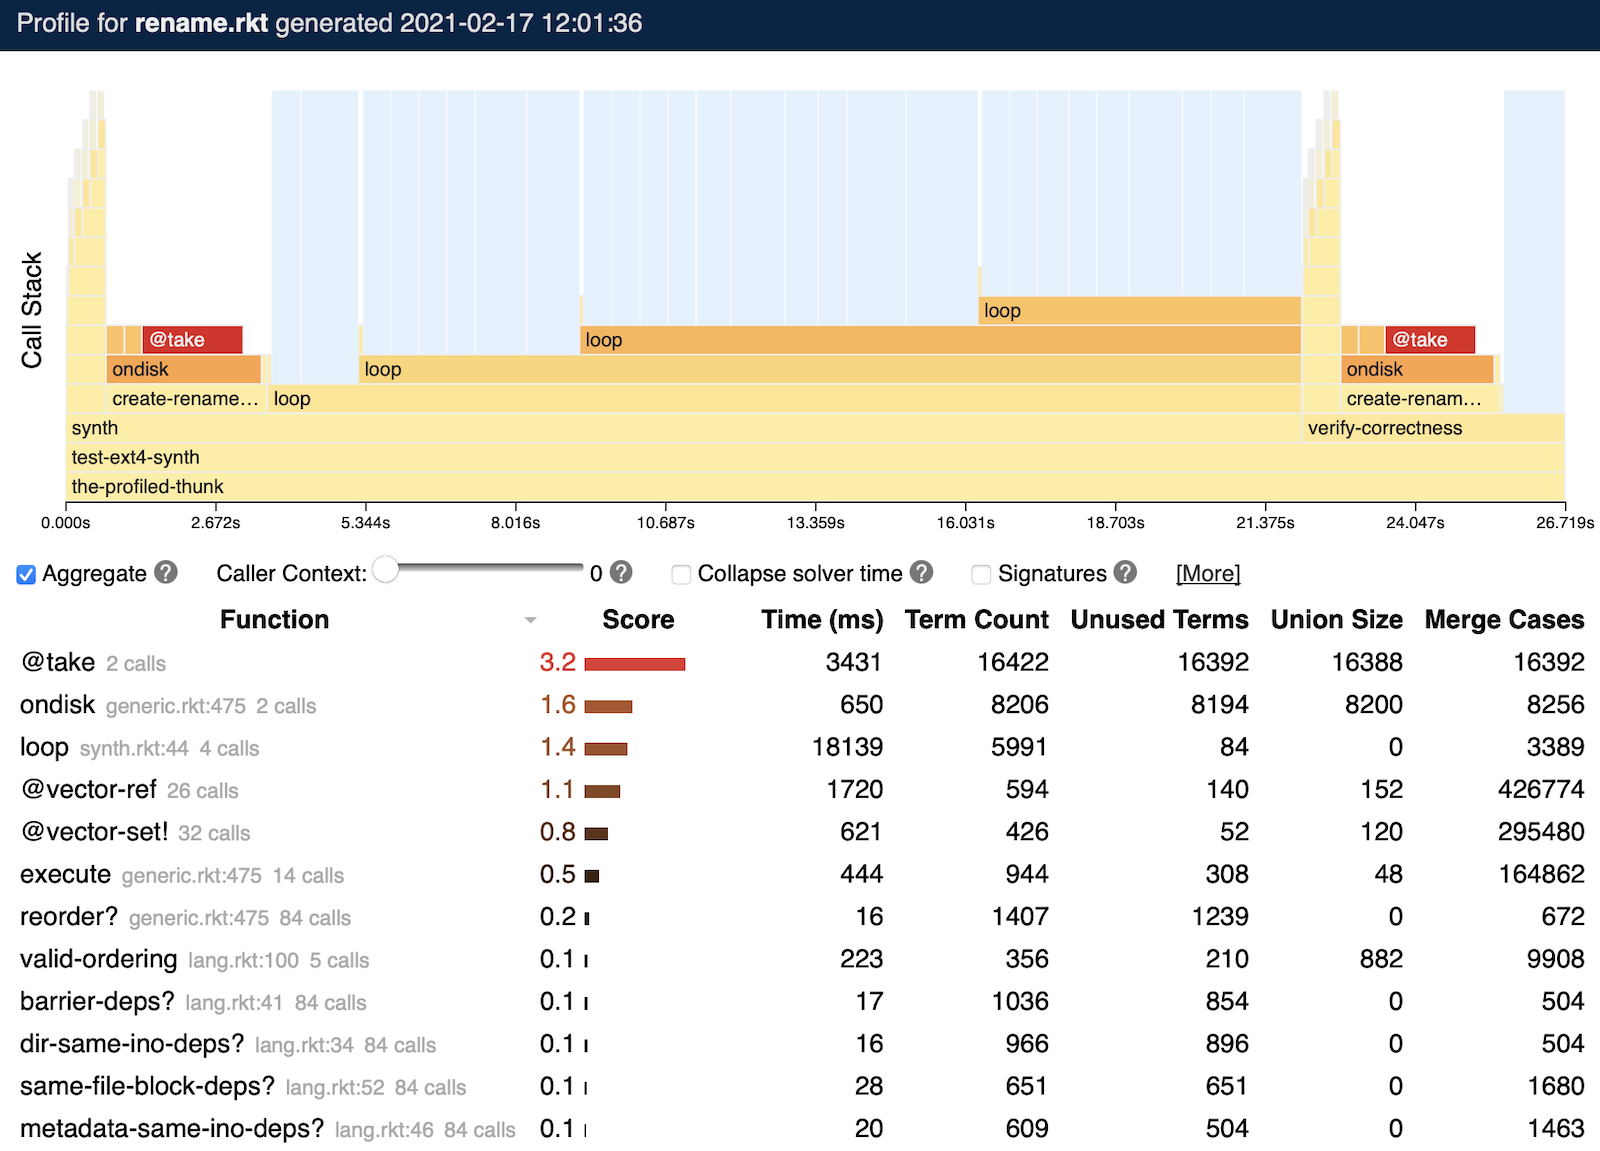 Profile for rename.rkt generated 2021-02-17 12:01:36
Call Stack
loop
@take loop @take
ondisk loop ondisk
create-rename... loop create-renam...
synth verify-correctness
test-ext4-synth
the-profiled-thunk
0.000s 2.672s 5.344s 8.016s 10.687s 13.359s 16.031s 18.703s 21.375s 24.047s 26.719s
Aggregate ? Caller Context: 0 ? Collapse solver time ? Signatures ? [More]
Function Score Time (ms) Term Count Unused Terms Union Size Merge Cases
@take 2 calls 3.2 3431 16422 16392 16388 16392
ondisk generic.rkt:475 2 calls 1.6 650 8206 8194 8200 8256
loop synth.rkt:44 4 calls 1.4 18139 5991 84 0 3389
@vector-ref 26 calls 1.1 1720 594 140 152 426774
@vector-set! 32 calls 0.8 621 426 52 120 295480
execute generic.rkt:475 14 calls 0.5 444 944 308 48 164862
reorder? generic.rkt:475 84 calls 0.2 16 1407 1239 0 672
valid-ordering lang.rkt:100 5 calls 0.1 223 356 210 882 9908
barrier-deps? lang.rkt:41 84 calls 0.1 17 1036 854 0 504
dir-same-ino-deps? lang.rkt:34 84 calls 0.1 16 966 896 0 504
same-file-block-deps? lang.rkt:52 84 calls 0.1 28 651 651 0 1680
metadata-same-ino-deps? lang.rkt:46 84 calls 0.1 20 609 504 0 1463